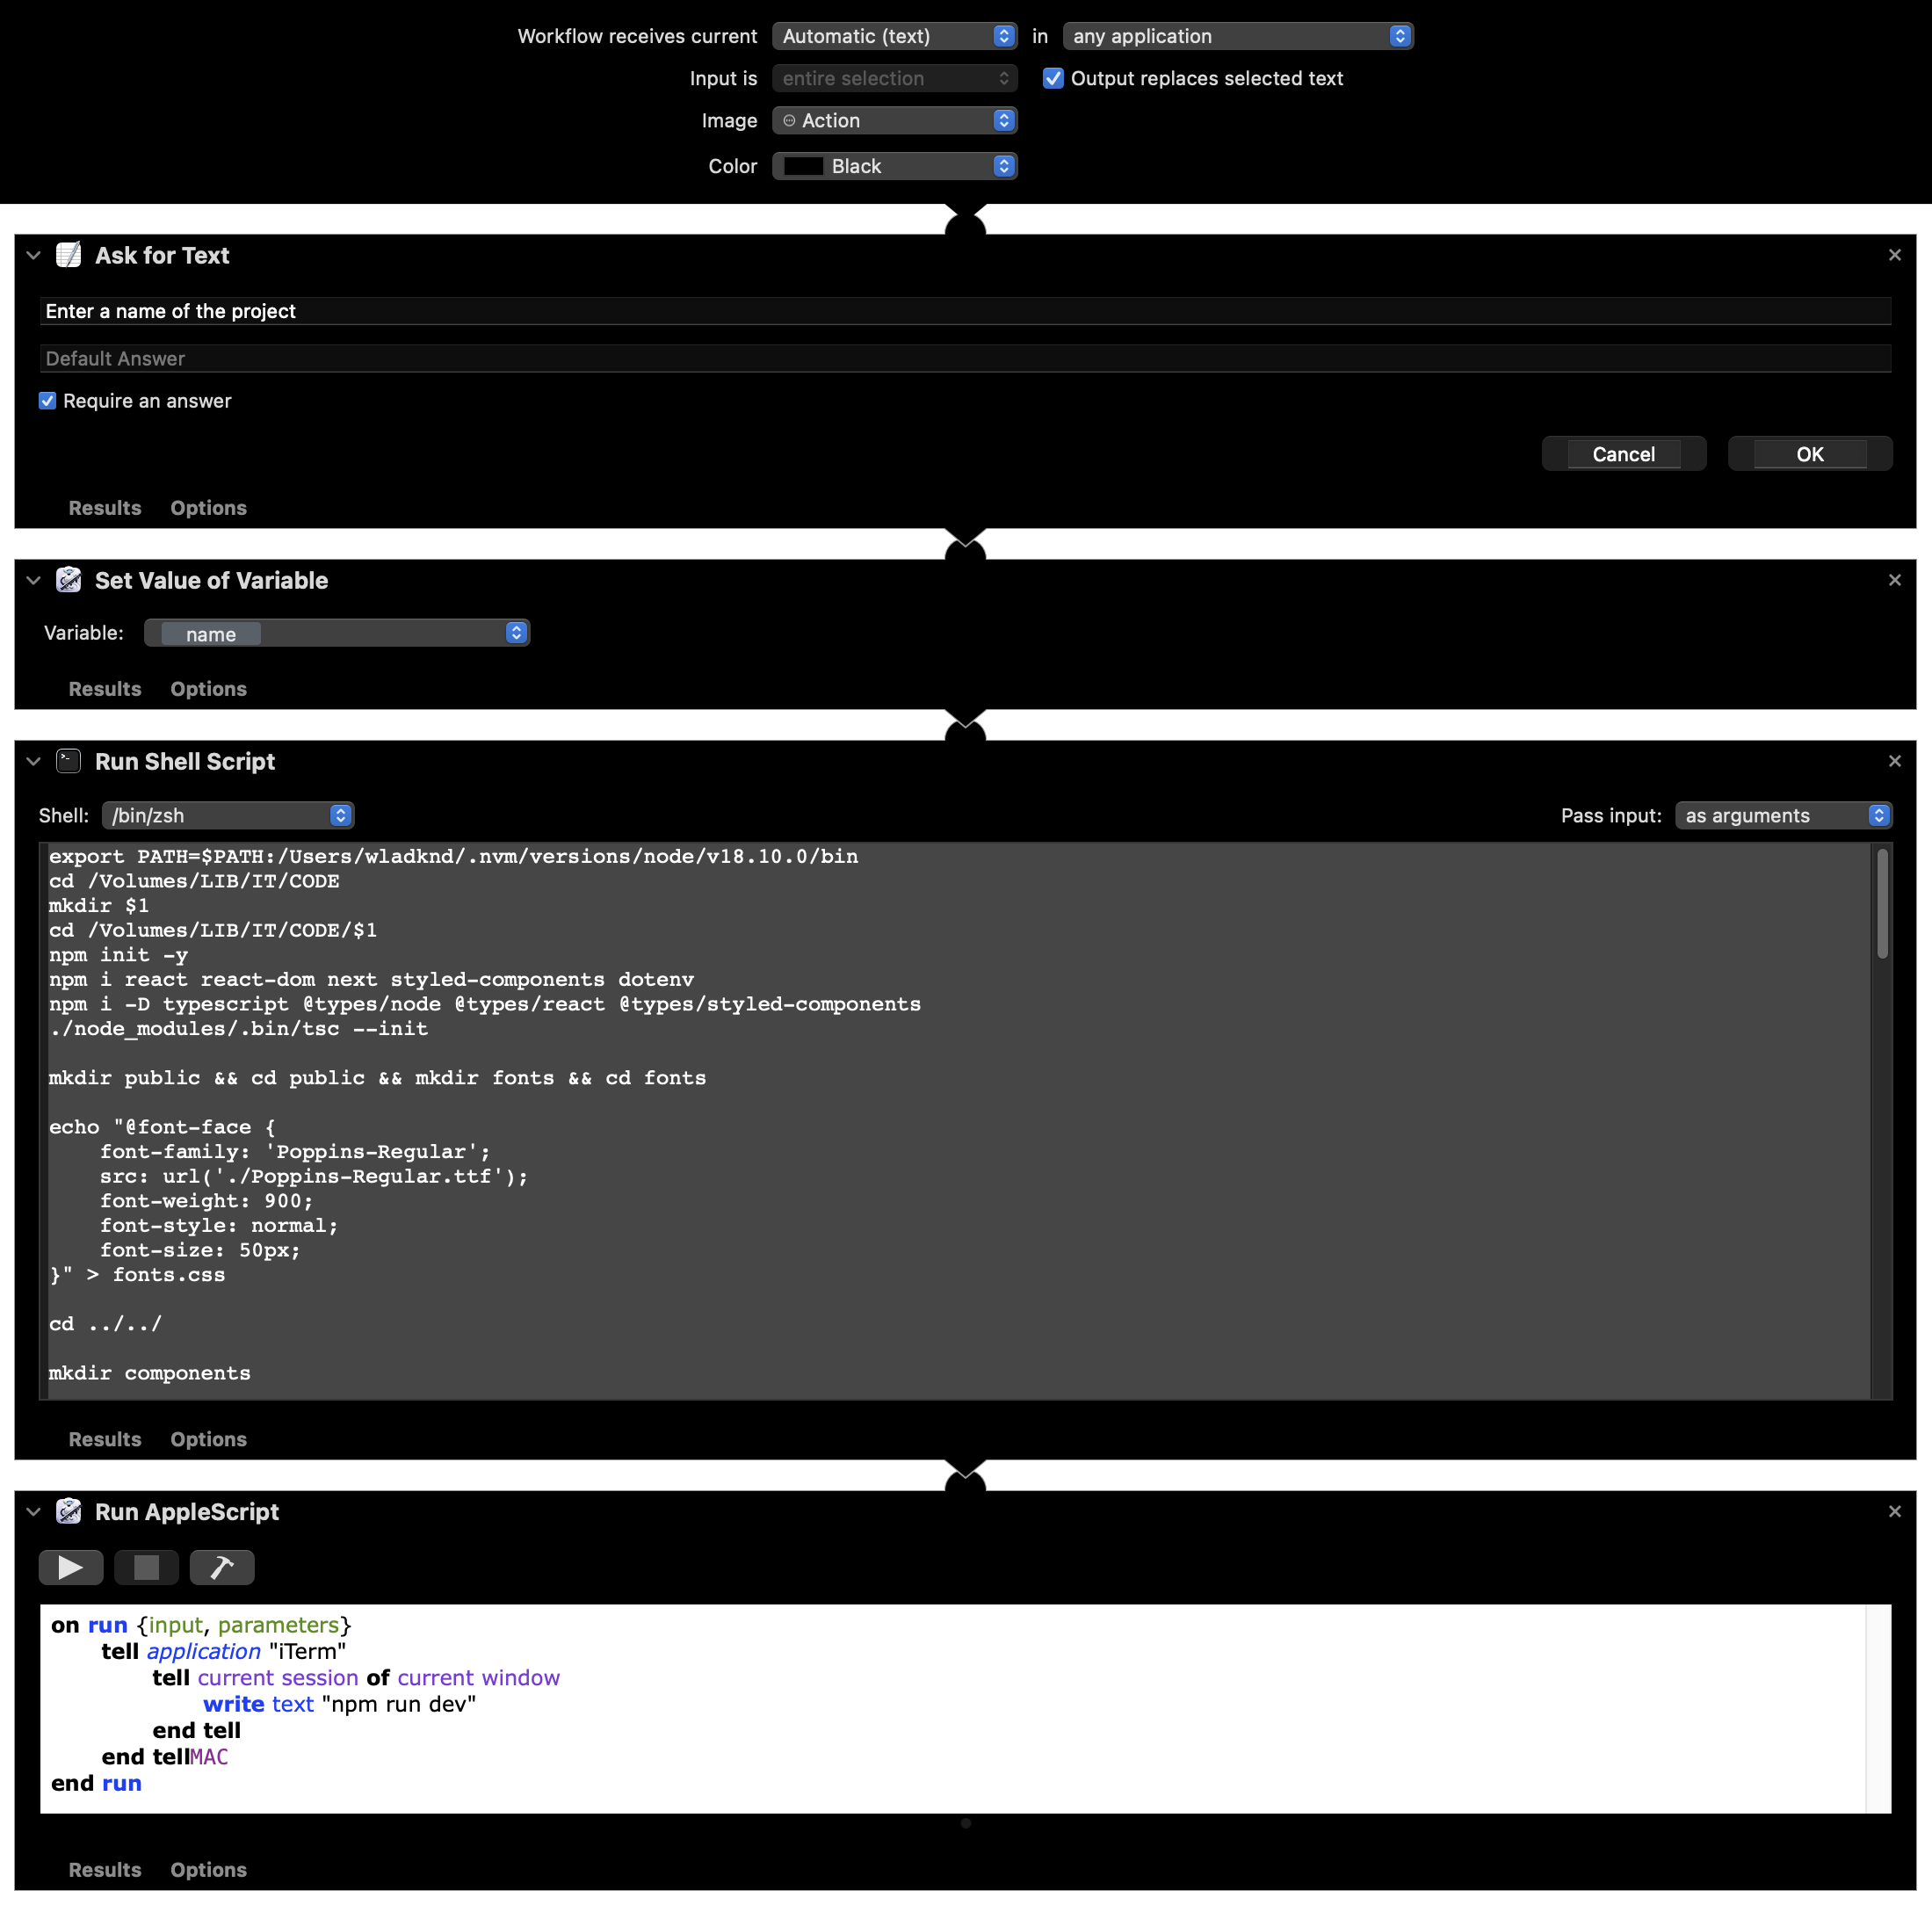 Workflow receives current Automatic (text) in any application
Input is entire selection Output replaces selected text
Image Action
Color Black
Ask for Text
Enter a name of the project
Default Answer
Require an answer
Cancel OK
Results Options
Set Value of Variable
Variable: name
Results Options
Run Shell Script
Shell: /bin/zsh Pass input: as arguments
export PATH=$PATH:/Users/wladknd/.nvm/versions/node/v18.10.0/bin
cd /Volumes/LIB/IT/CODE
mkdir $1
cd /Volumes/LIB/IT/CODE/$1
npm init -y
npm i react react-dom next styled-components dotenv
npm i -D typescript @types/node @types/react @types/styled-components
./node_modules/.bin/tsc --init
mkdir public && cd public && mkdir fonts && cd fonts
echo "@font-face {
    font-family: 'Poppins-Regular';
    src: url('./Poppins-Regular.ttf');
    font-weight: 900;
    font-style: normal;
    font-size: 50px;
}" > fonts.css
cd ../../
mkdir components
Results Options
Run AppleScript
on run {input, parameters}
    tell application "iTerm"
        tell current session of current window
            write text "npm run dev"
        end tell
    end tellMAC
end run
Results Options